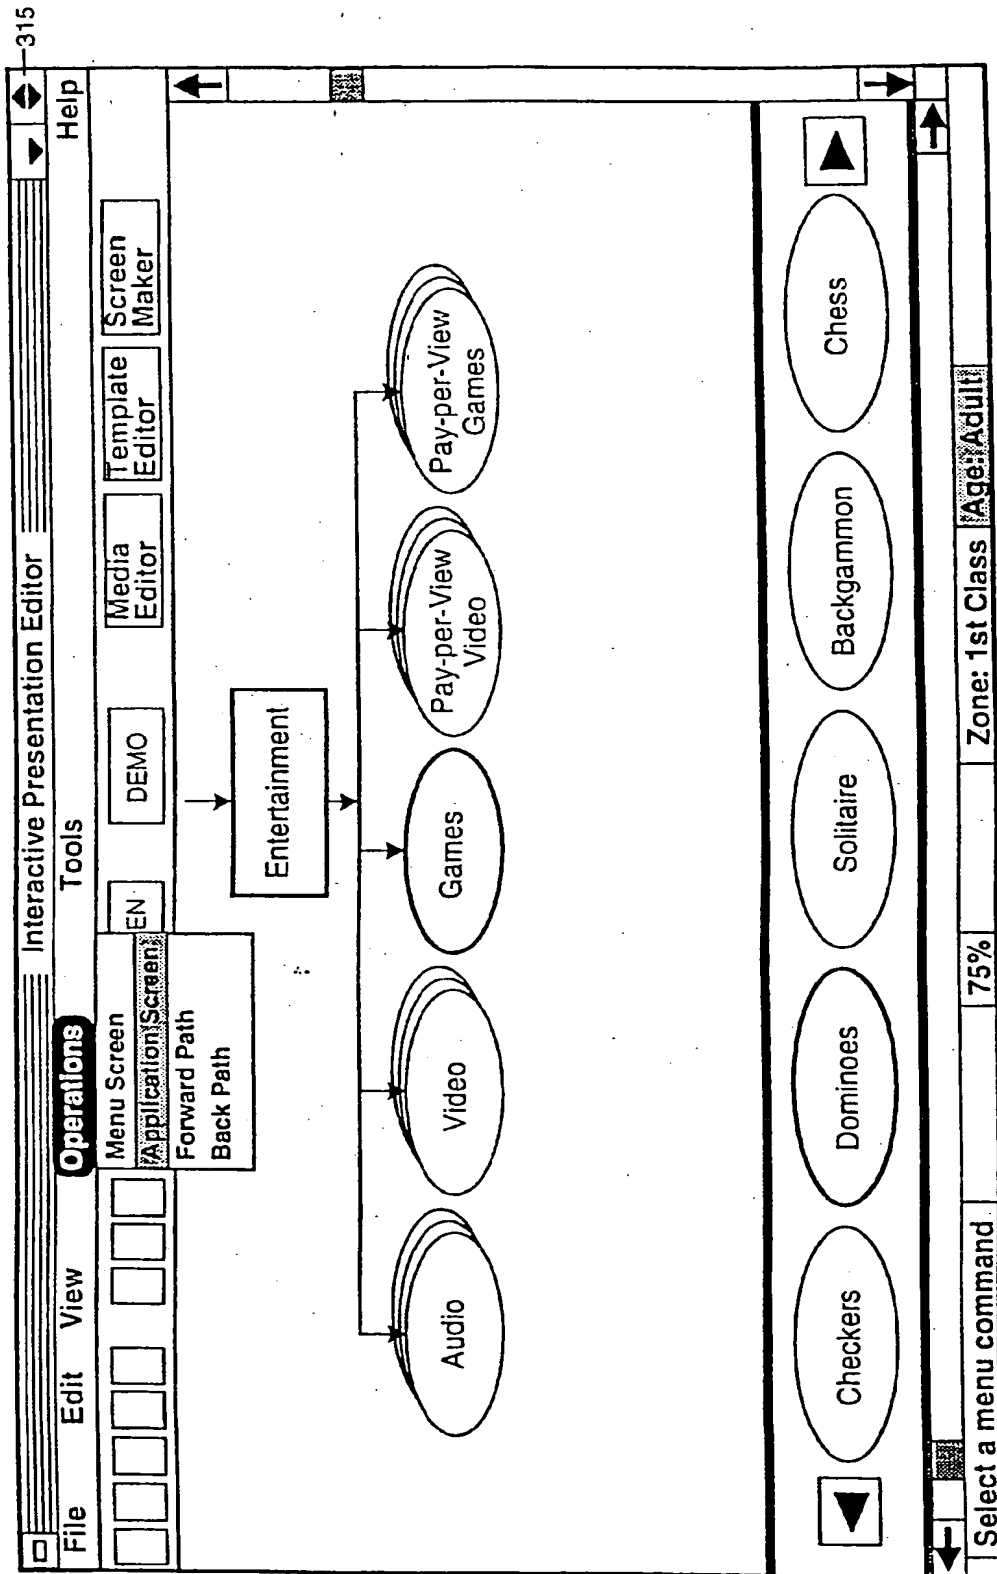 315
Interactive Presentation Editor
File Edit View Operations Tools Help
Menu Screen
Application Screen
Forward Path
Back Path
EN
DEMO
Media
Editor
Template
Editor
Screen
Maker
Entertainment
Audio
Video
Games
Pay-per-View
Video
Pay-per-View
Games
Checkers
Dominoes
Solitaire
Backgammon
Chess
Select a menu command 75% Zone: 1st Class Age: Adult